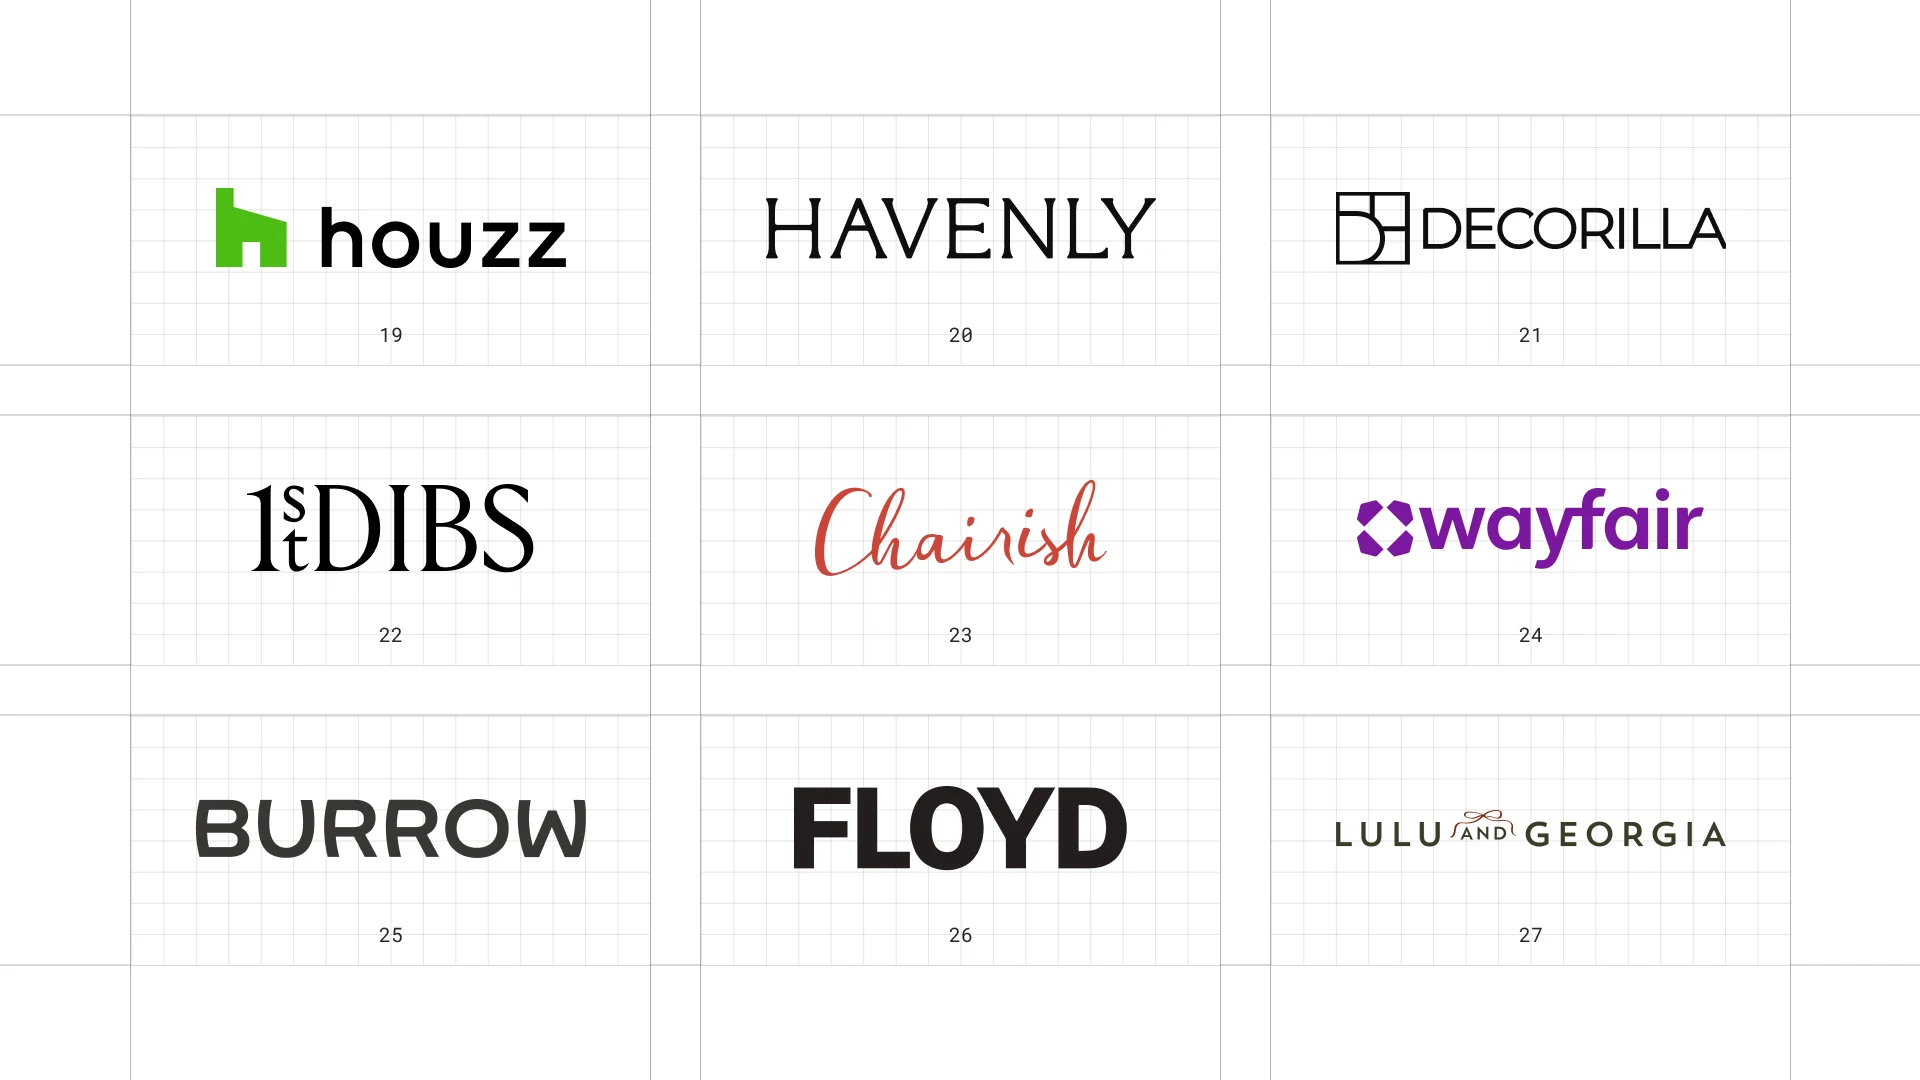 houzz
HAVENLY
DECORILLA
19
20
21
1stDIBS
Chairish
wayfair
22
23
24
BURROW
FLOYD
LULU AND GEORGIA
25
26
27